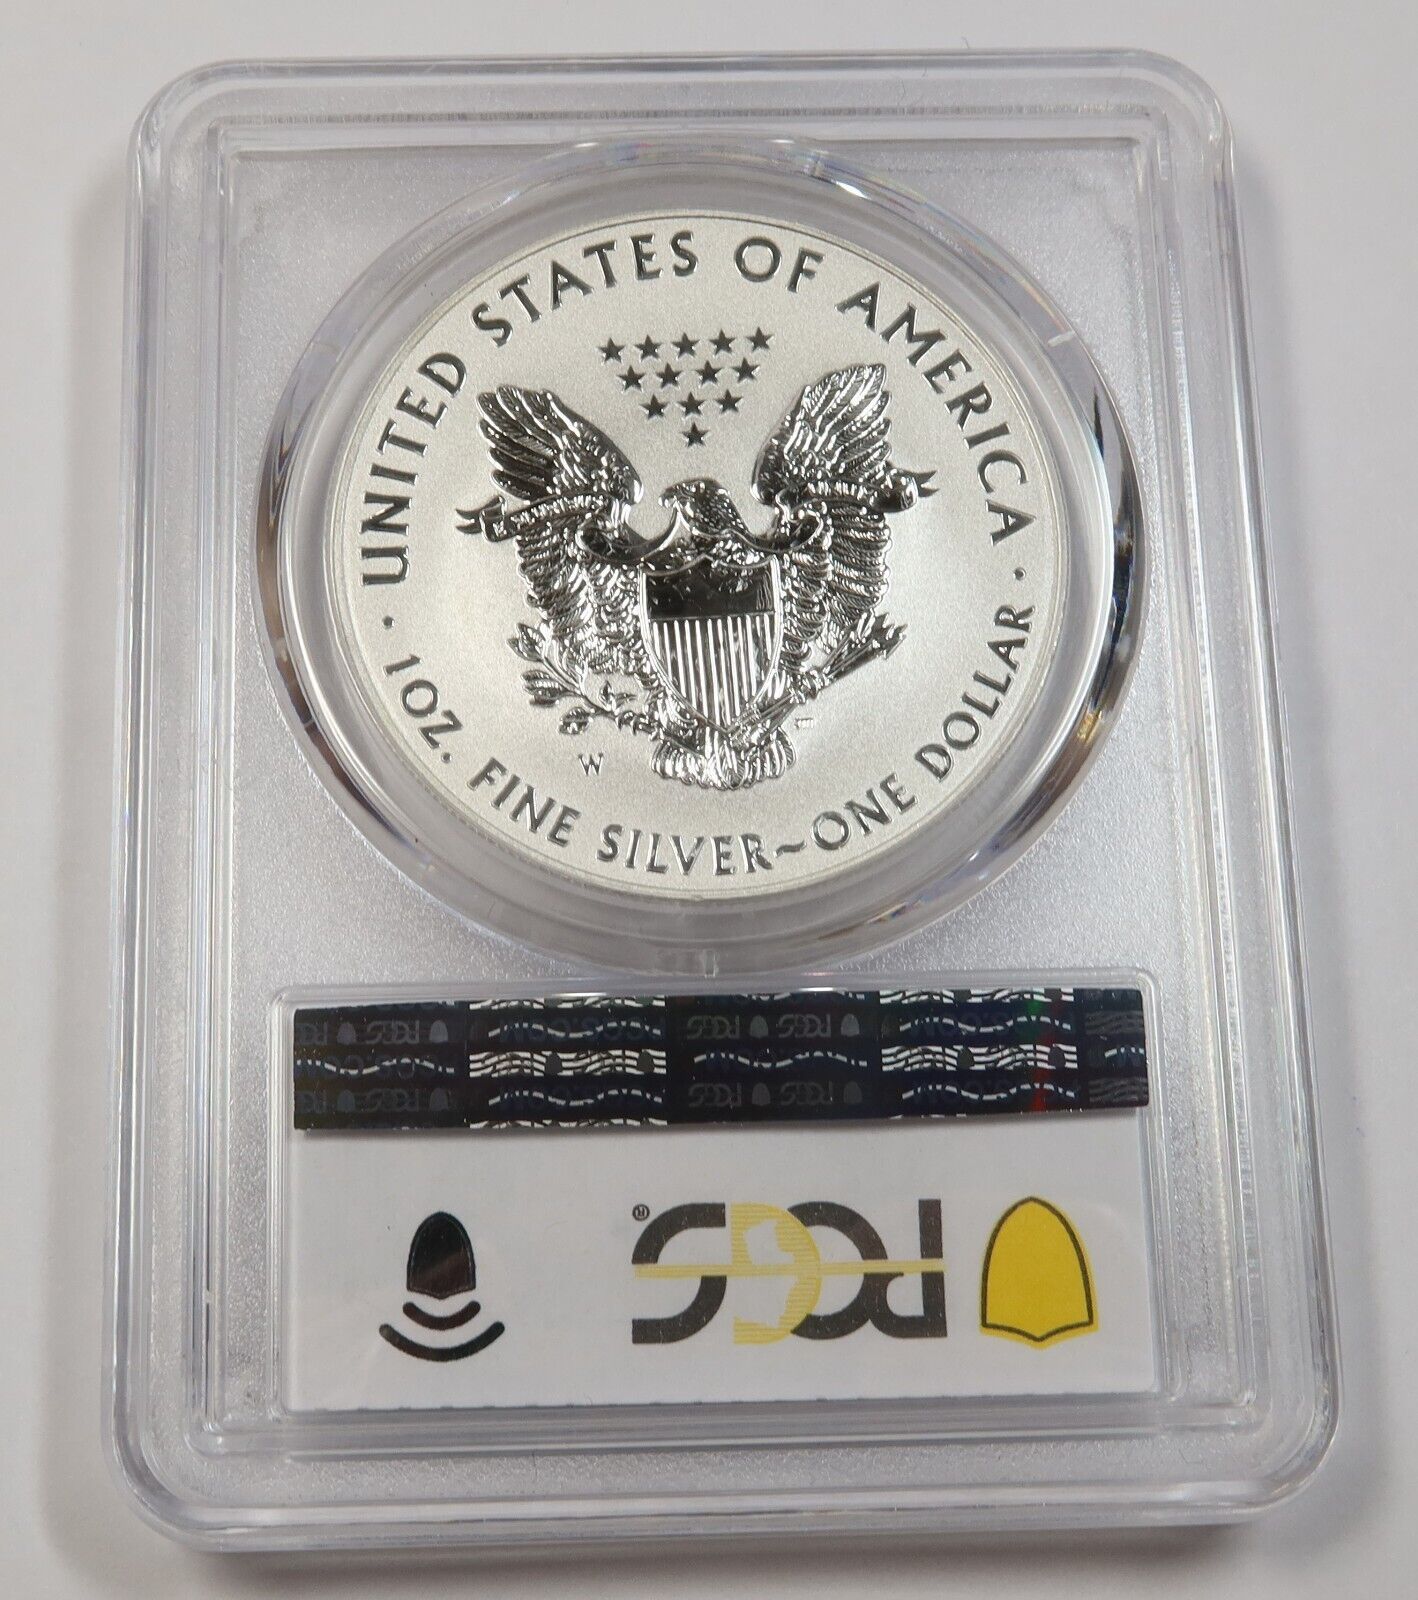 · UNITED STATES OF AMERICA ·
W
1 OZ. FINE SILVER~ONE DOLLAR
PCGS ®